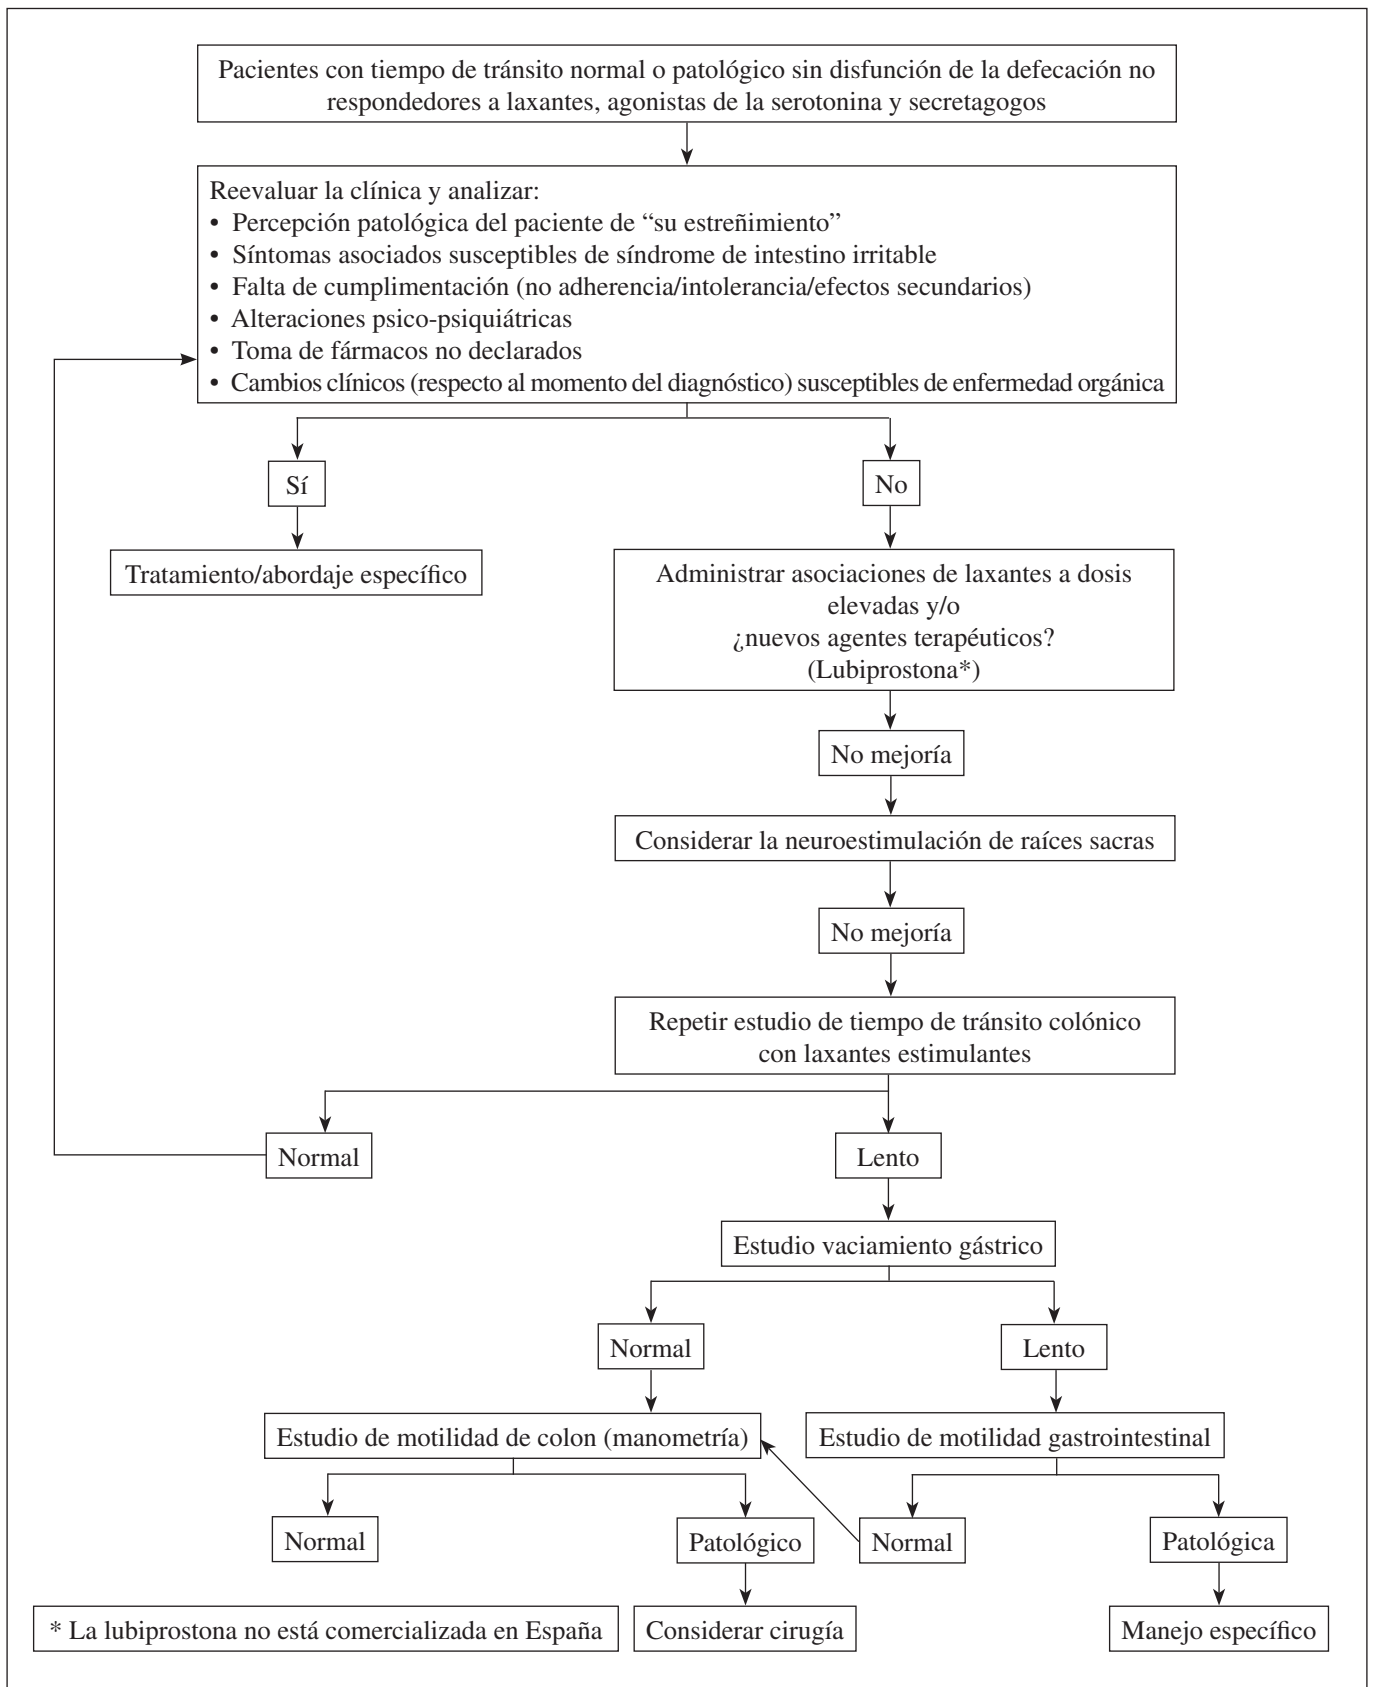 Pacientes con tiempo de tránsito normal o patológico sin disfunción de la defecación no
respondedores a laxantes, agonistas de la serotonina y secretagogos
Reevaluar la clínica y analizar:
• Percepción patológica del paciente de “su estreñimiento”
• Síntomas asociados susceptibles de síndrome de intestino irritable
• Falta de cumplimentación (no adherencia/intolerancia/efectos secundarios)
• Alteraciones psico-psiquiátricas
• Toma de fármacos no declarados
• Cambios clínicos (respecto al momento del diagnóstico) susceptibles de enfermedad orgánica
Sí
No
Tratamiento/abordaje específico
Administrar asociaciones de laxantes a dosis
elevadas y/o
¿nuevos agentes terapéuticos?
(Lubiprostona*)
No mejoría
Considerar la neuroestimulación de raíces sacras
No mejoría
Repetir estudio de tiempo de tránsito colónico
con laxantes estimulantes
Normal
Lento
Estudio vaciamiento gástrico
Normal
Lento
Estudio de motilidad de colon (manometría)
Estudio de motilidad gastrointestinal
Normal
Patológico
Normal
Patológica
* La lubiprostona no está comercializada en España
Considerar cirugía
Manejo específico